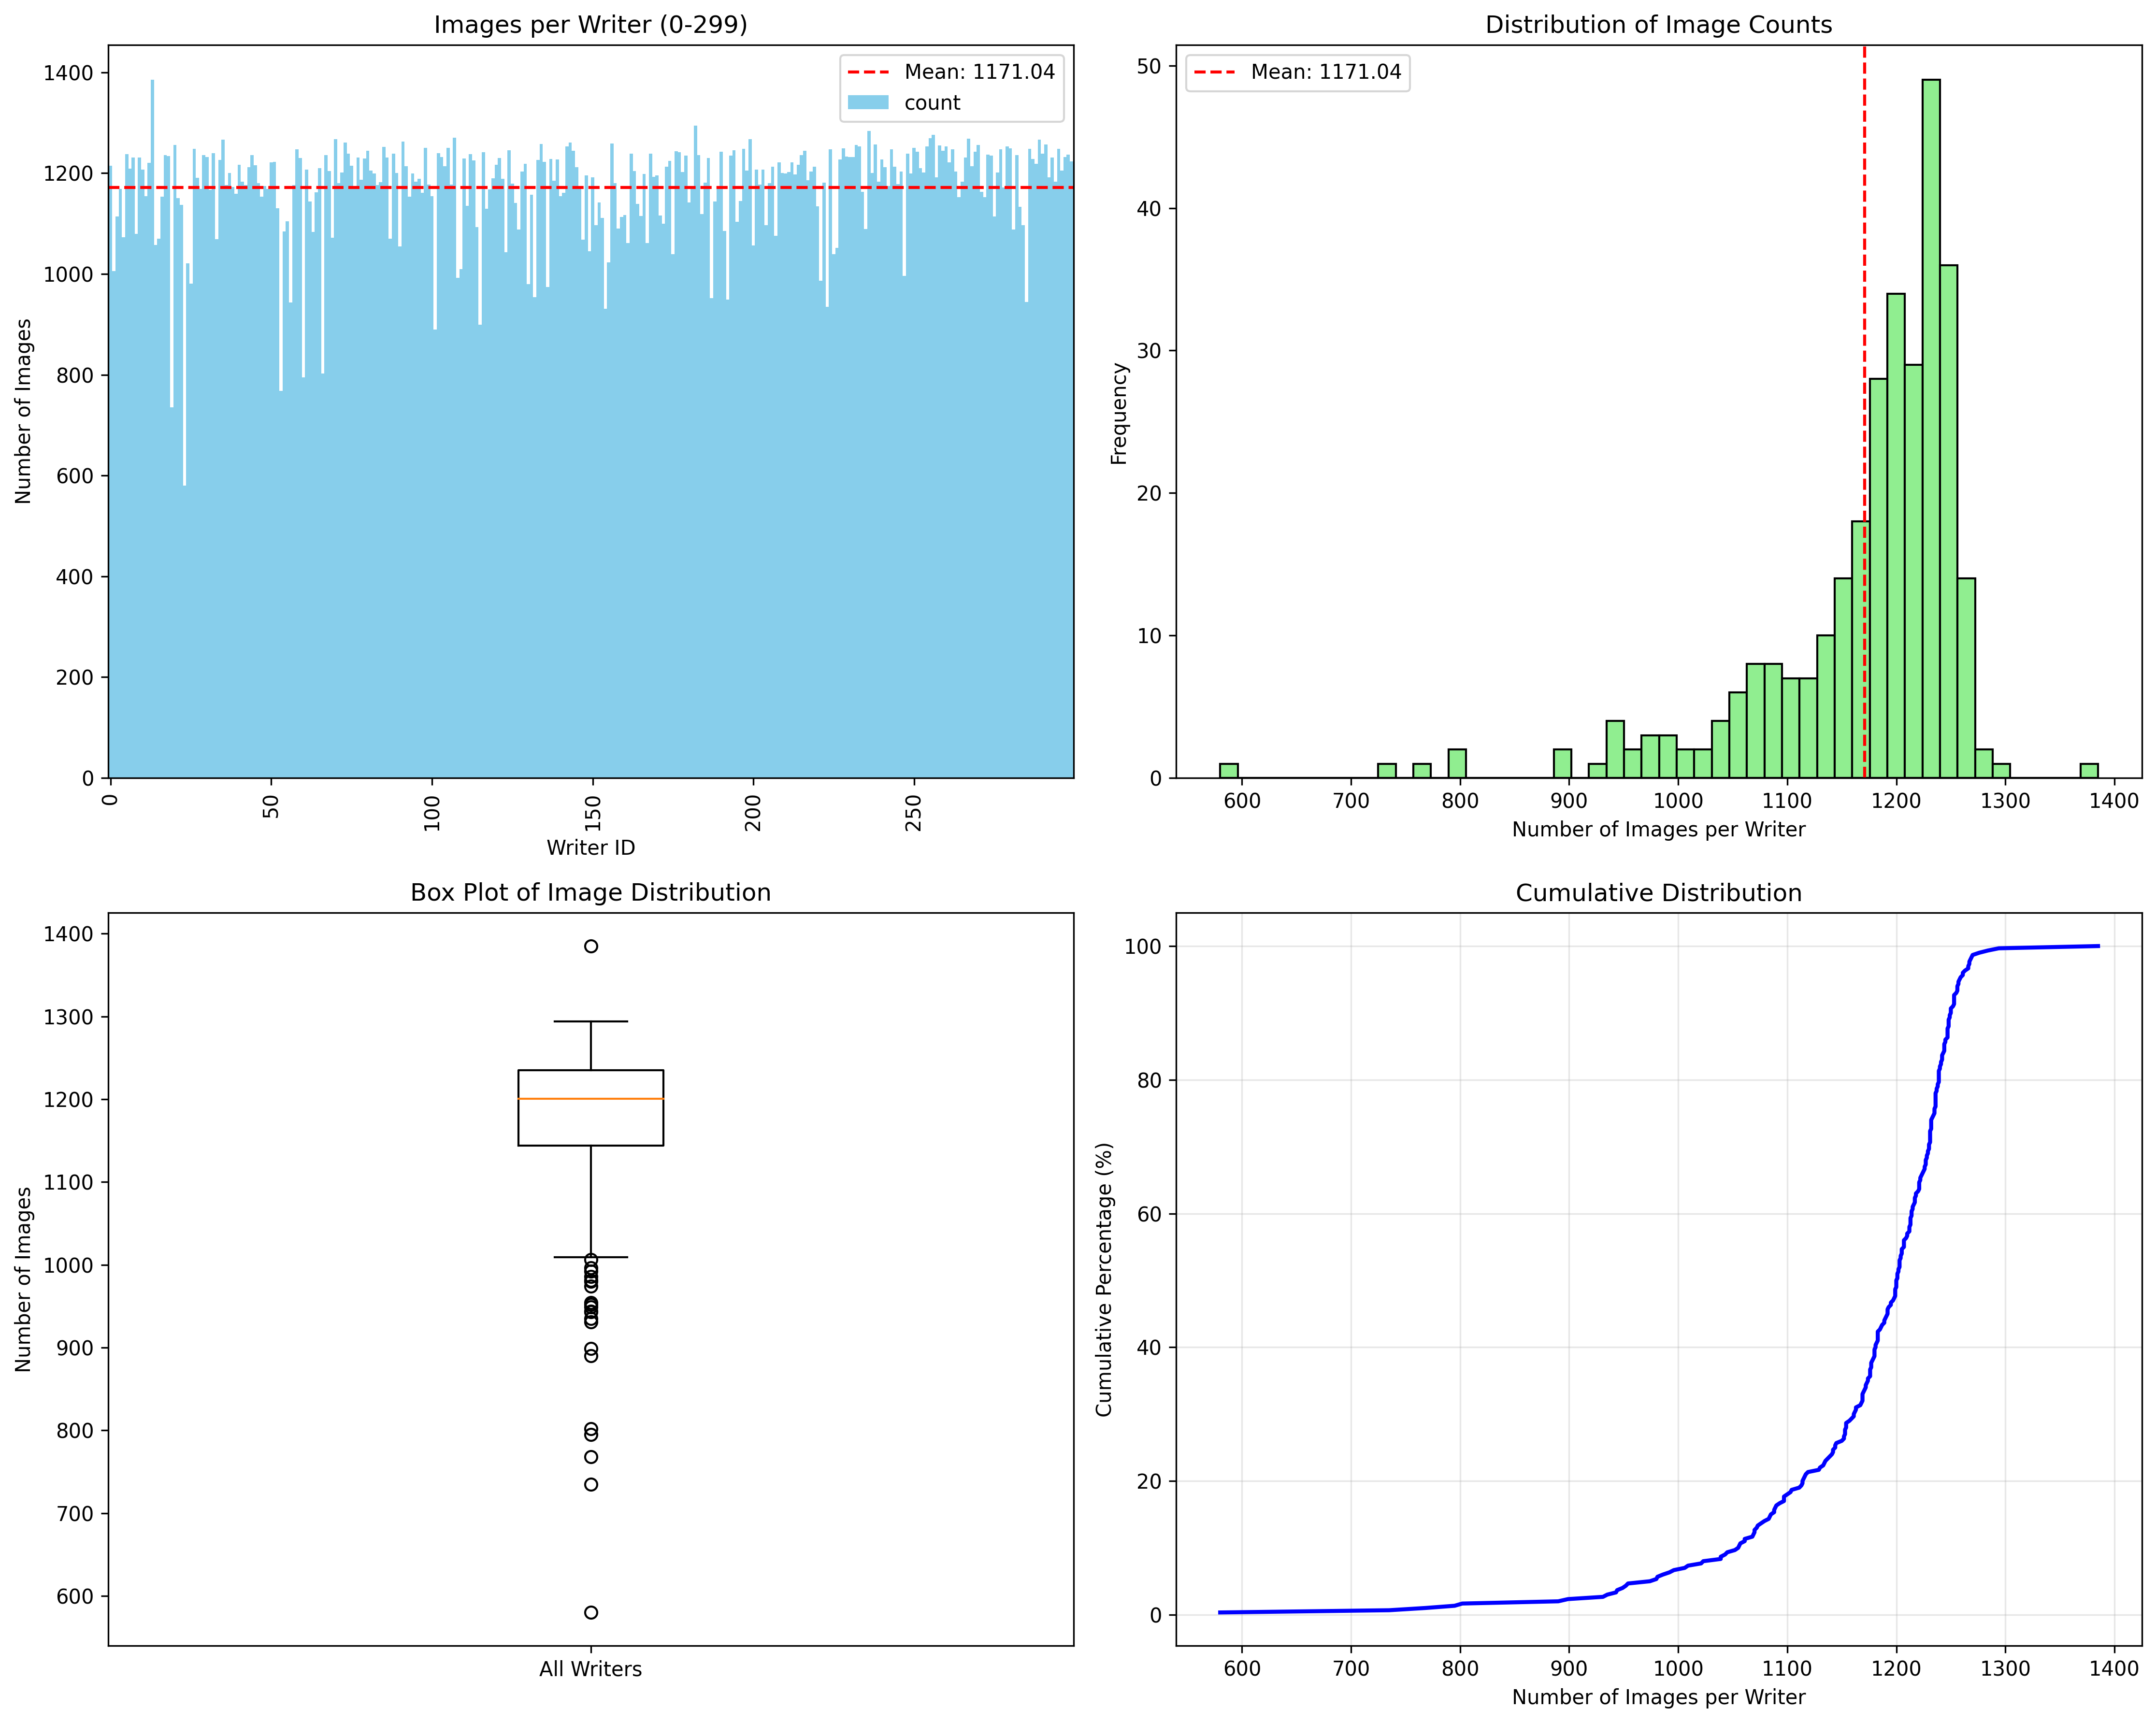 Images per Writer (0-299)
Mean: 1171.04
count
1400
1200
1000
800
600
400
200
0
Number of Images
0
50
100
150
200
250
Writer ID
Distribution of Image Counts
Mean: 1171.04
50
40
30
20
10
0
Frequency
600 700 800 900 1000 1100 1200 1300 1400
Number of Images per Writer
Box Plot of Image Distribution
1400
1300
1200
1100
1000
900
800
700
600
Number of Images
All Writers
Cumulative Distribution
100
80
60
40
20
0
Cumulative Percentage (%)
600 700 800 900 1000 1100 1200 1300 1400
Number of Images per Writer